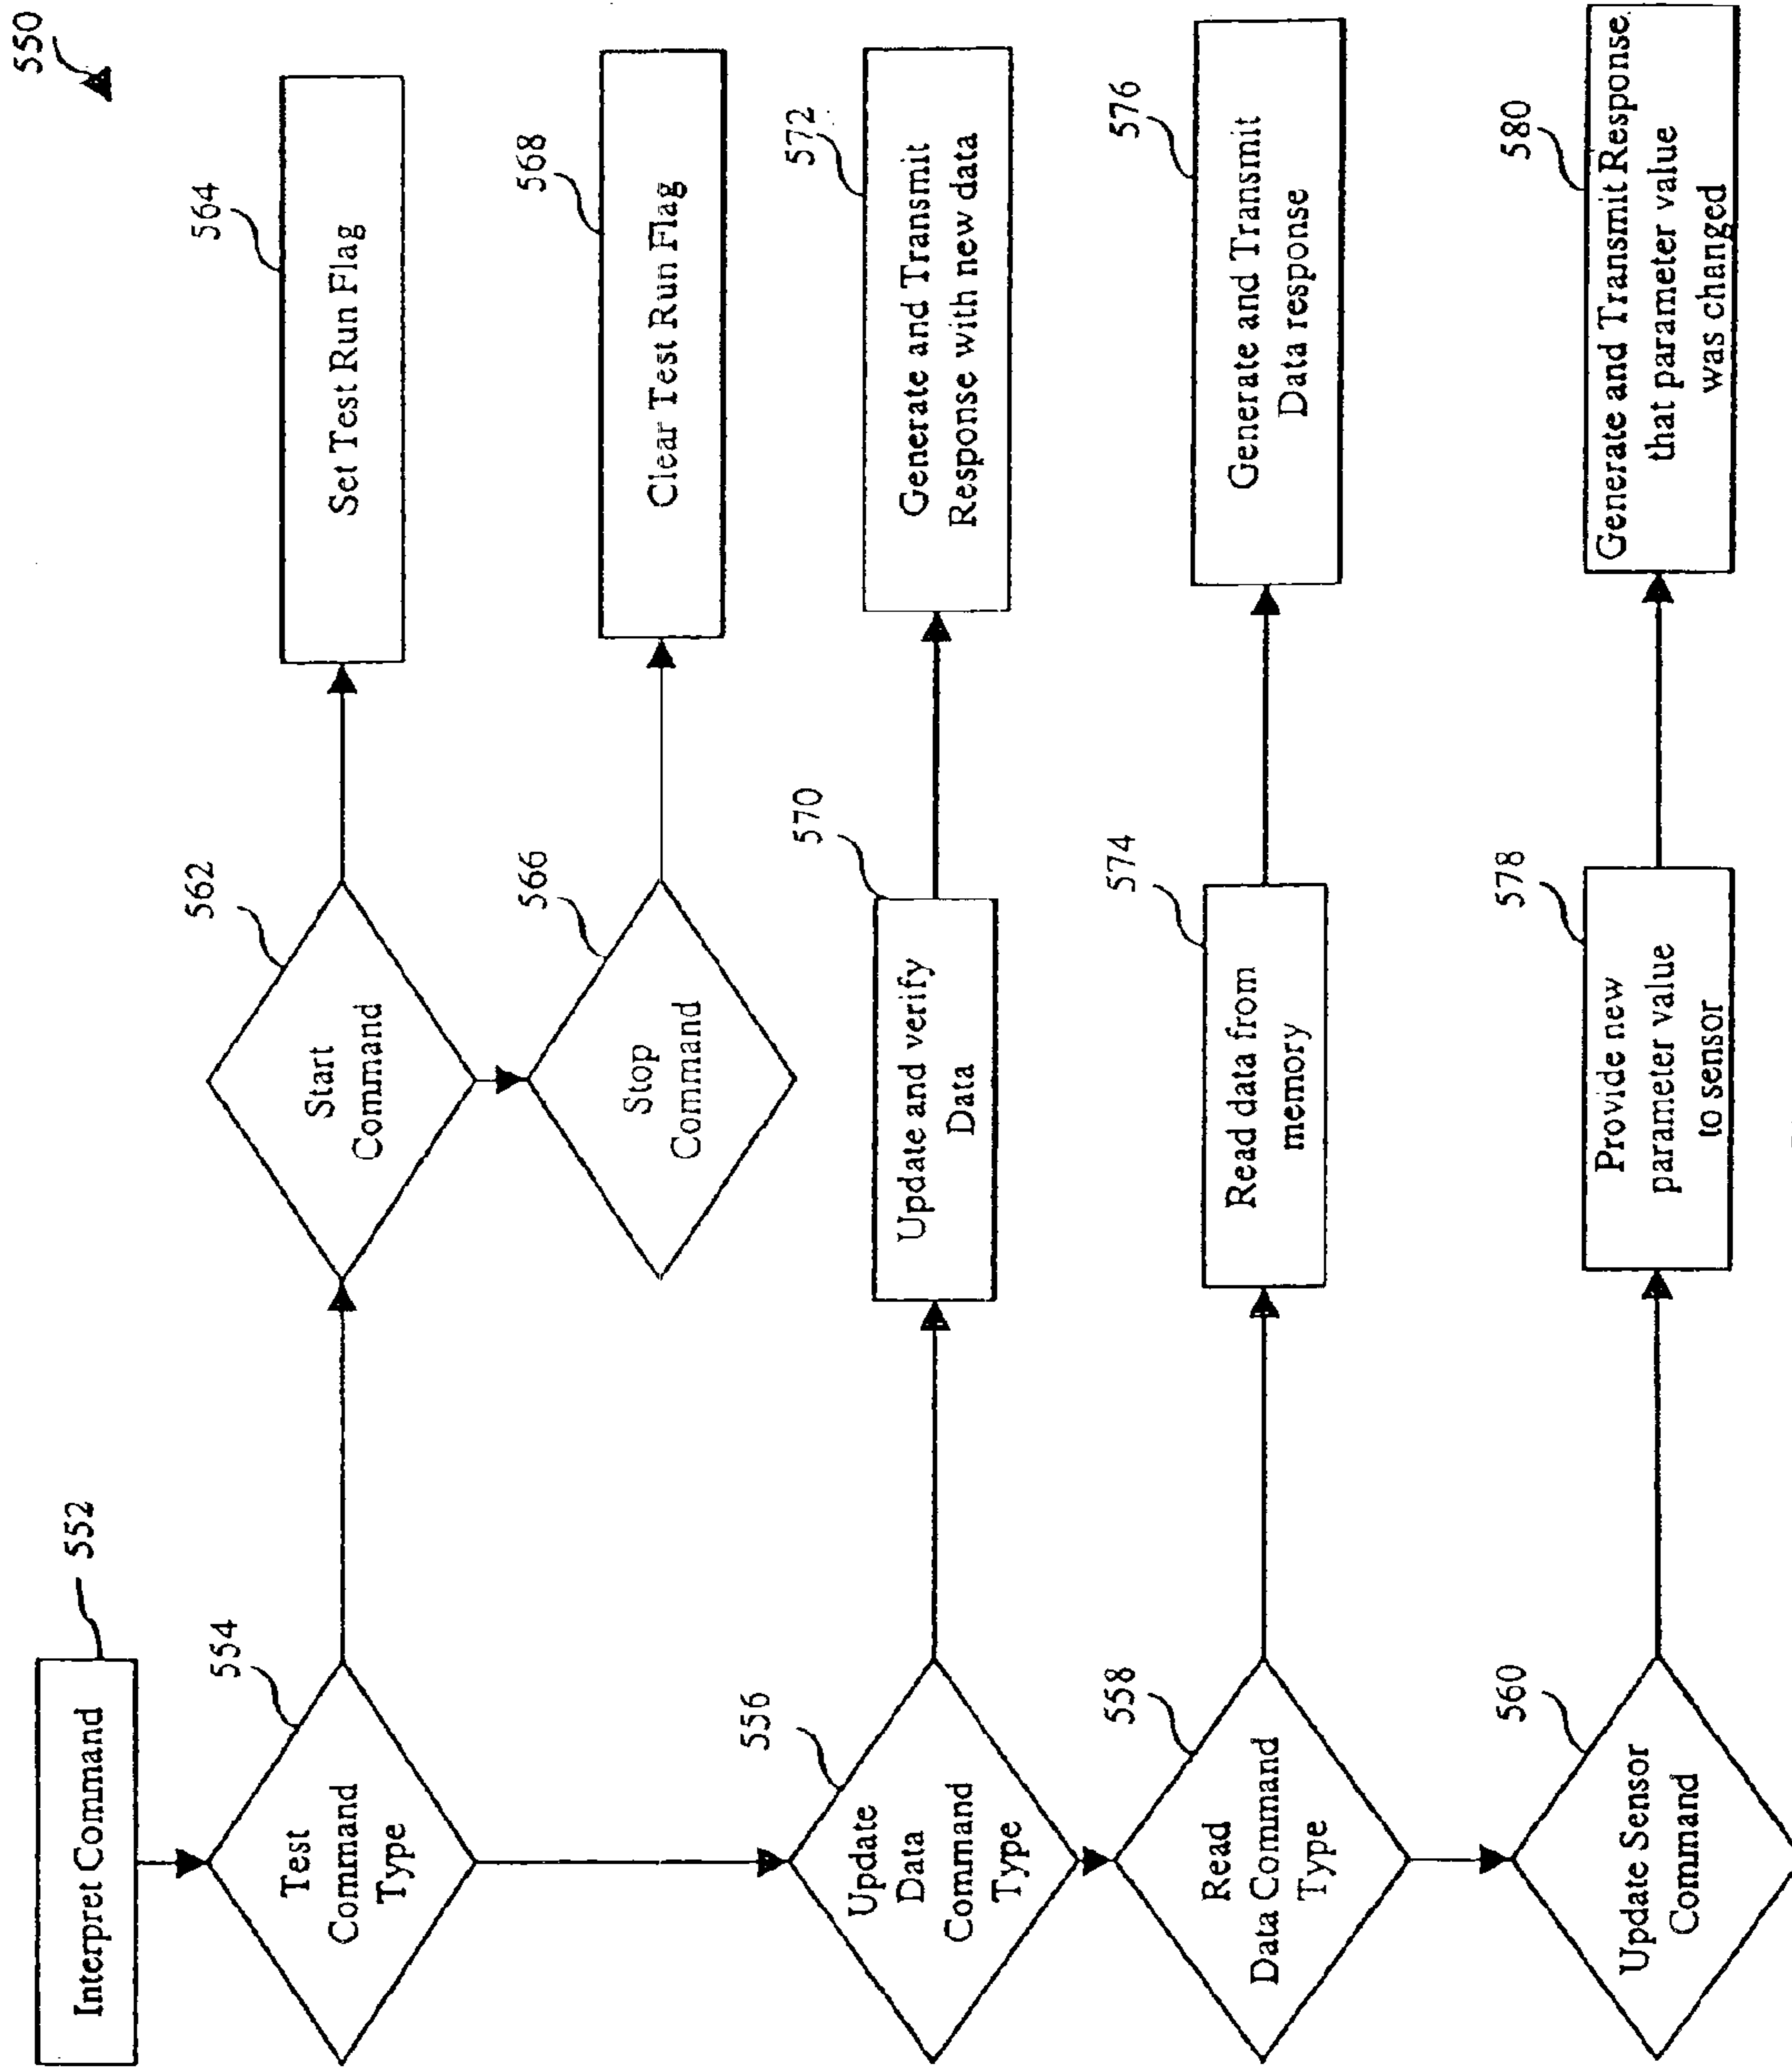 550
Interpret Command
552
Test
Command
Type
554
Start
Command
562
Set Test Run Flag
564
Stop
Command
566
Clear Test Run Flag
568
Update
Data
Command
Type
556
Update and verify
Data
570
Generate and Transmit
Response with new data
572
Read
Data Command
Type
558
Read data from
memory
574
Generate and Transmit
Data response
576
Update Sensor
Command
560
Provide new
parameter value
to sensor
578
Generate and Transmit Response
that parameter value
was changed
580